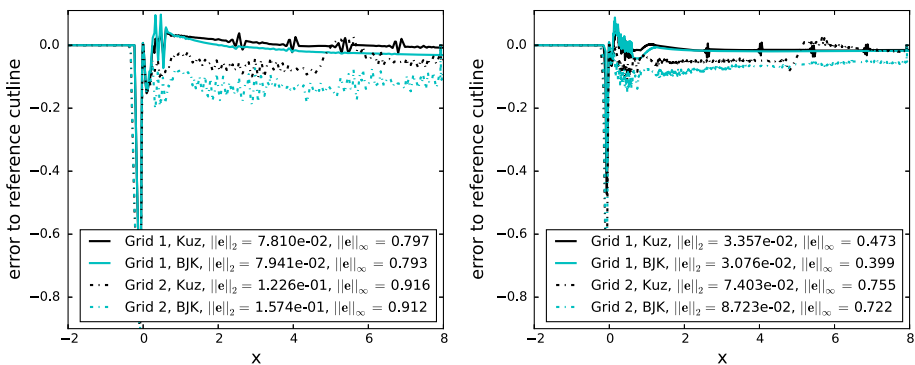 error to reference cutline
0.0
−0.2
−0.4
−0.6
−0.8
Grid 1, Kuz, ||e||₂ = 7.810e-02, ||e||∞ = 0.797
Grid 1, BJK, ||e||₂ = 7.941e-02, ||e||∞ = 0.793
Grid 2, Kuz, ||e||₂ = 1.226e-01, ||e||∞ = 0.916
Grid 2, BJK, ||e||₂ = 1.574e-01, ||e||∞ = 0.912
−2 0 2 4 6 8
x
error to reference cutline
0.0
−0.2
−0.4
−0.6
−0.8
Grid 1, Kuz, ||e||₂ = 3.357e-02, ||e||∞ = 0.473
Grid 1, BJK, ||e||₂ = 3.076e-02, ||e||∞ = 0.399
Grid 2, Kuz, ||e||₂ = 7.403e-02, ||e||∞ = 0.755
Grid 2, BJK, ||e||₂ = 8.723e-02, ||e||∞ = 0.722
−2 0 2 4 6 8
x